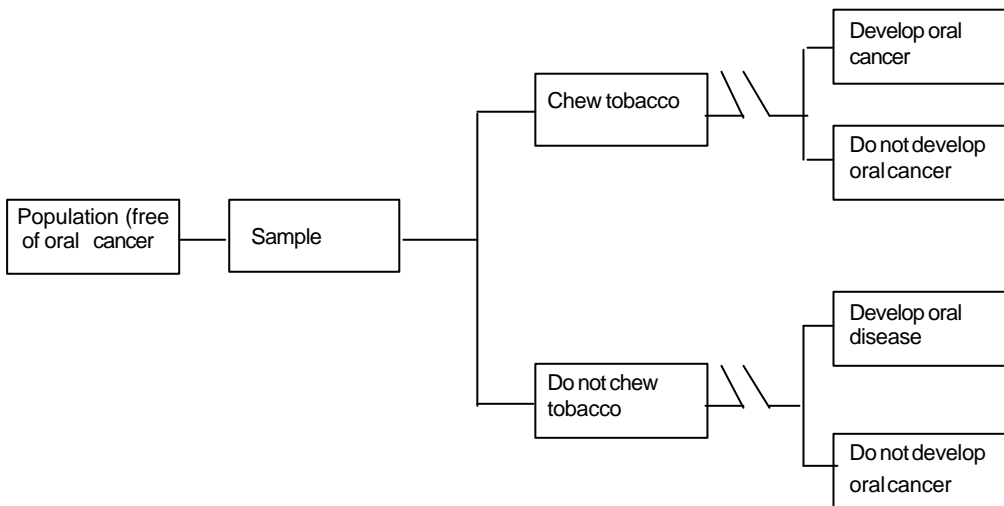 Develop oral
cancer
Chew tobacco
Do not develop
oral cancer
Population (free
of oral cancer
Sample
Develop oral
disease
Do not chew
tobacco
Do not develop
oral cancer